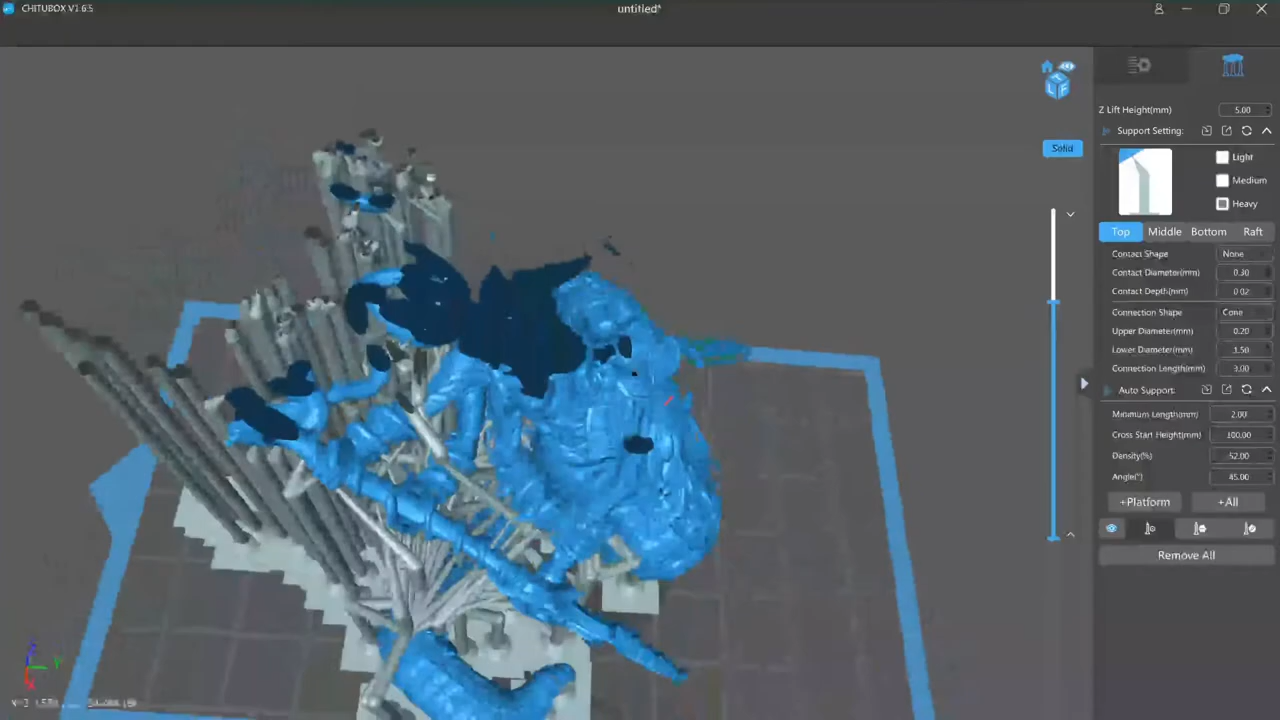 CHITUBOX V1.6.5
untitled*
Z Lift Height(mm) 5.00
Support Setting:
Light
Medium
Heavy
Top Middle Bottom Raft
Contact Shape None
Contact Diameter(mm) 0.30
Contact Depth(mm) 0.02
Connection Shape Cone
Upper Diameter(mm) 0.20
Lower Diameter(mm) 1.50
Connection Length(mm) 3.00
Auto Support:
Minimum Length(mm) 2.00
Cross Start Height(mm) 100.00
Density(%) 52.00
Angle(°) 45.00
+Platform +All
Remove All
Solid
L F
Y